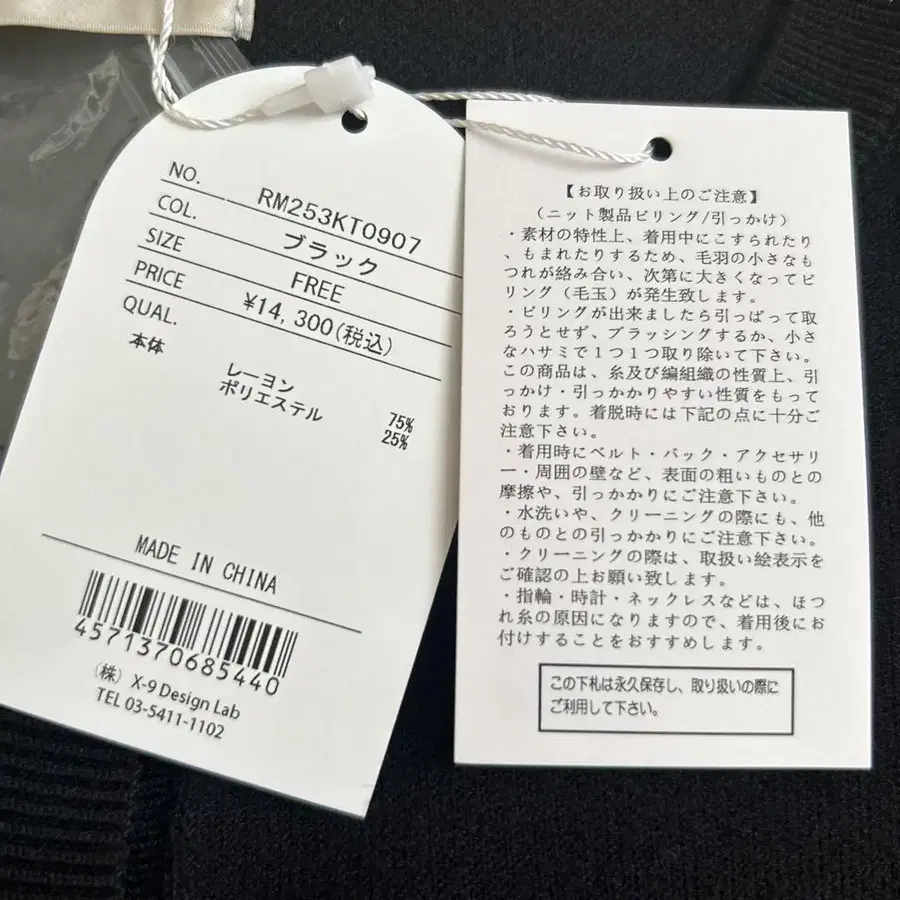 NO. RM253KT0907
COL. ブラック
SIZE FREE
PRICE ¥14,300(税込)
QUAL.
本体
レーヨン 75%
ポリエステル 25%
MADE IN CHINA
4571370685440
(株) X-9 Design Lab
TEL 03-5411-1102
【お取り扱い上のご注意】
(ニット製品ピリング/引っかけ)
・素材の特性上、着用中にこすられたり
、もまれたりするため、毛羽の小さなも
つれが絡み合い、次第に大きくなってピ
リング(毛玉)が発生致します。
・ピリングが出来ましたら引っぱって取
ろうとせず、ブラッシングするか、小さ
なハサミで1つ1つ取り除いて下さい。
この商品は、糸及び編組織の性質上、引
っかけ・引っかかりやすい性質をもって
おります。着脱時には下記の点に十分ご
注意下さい。
・着用時にベルト・バック・アクセサリ
ー・周囲の壁など、表面の粗いものとの
摩擦や、引っかかりにご注意下さい。
・水洗いや、クリーニングの際にも、他
のものとの引っかかりにご注意下さい。
・クリーニングの際は、取扱い絵表示を
ご確認の上お願い致します。
・指輪・時計・ネックレスなどは、ほつ
れ糸の原因になりますので、着用後にお
付けすることをおすすめします。
この下札は永久保存し、取り扱いの際に
ご利用して下さい。